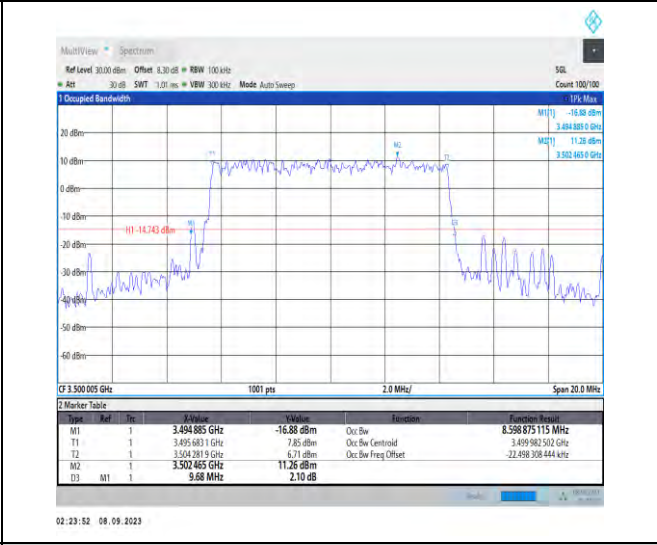 MultiView Spectrum
Ref Level 30.00 dBm Offset 8.30 dB RBW 100 kHz SGL
Att 30 dB SWT 1.01 ms VBW 300 kHz Mode Auto Sweep Count 100/100
1 Occupied Bandwidth 1Pk Max
M1[1] -16.88 dBm
3.494 885 0 GHz
M2[1] 11.26 dBm
3.502 465 0 GHz
20 dBm
M2
T1 T2
10 dBm
0 dBm
-10 dBm
M1 D3
H1 -14.743 dBm
-20 dBm
-30 dBm
-40 dBm
-50 dBm
-60 dBm
CF 3.500 005 GHz 1001 pts 2.0 MHz/ Span 20.0 MHz
2 Marker Table
Type Ref Trc X-Value Y-Value Function Function Result
M1 1 3.494 885 GHz -16.88 dBm Occ Bw 8.598 875 115 MHz
T1 1 3.495 683 1 GHz 7.85 dBm Occ Bw Centroid 3.499 982 502 GHz
T2 1 3.504 281 9 GHz 6.71 dBm Occ Bw Freq Offset -22.498 308 444 kHz
M2 1 3.502 465 GHz 11.26 dBm
D3 M1 1 9.68 MHz 2.10 dB
Ready
02:23:52 08.09.2023